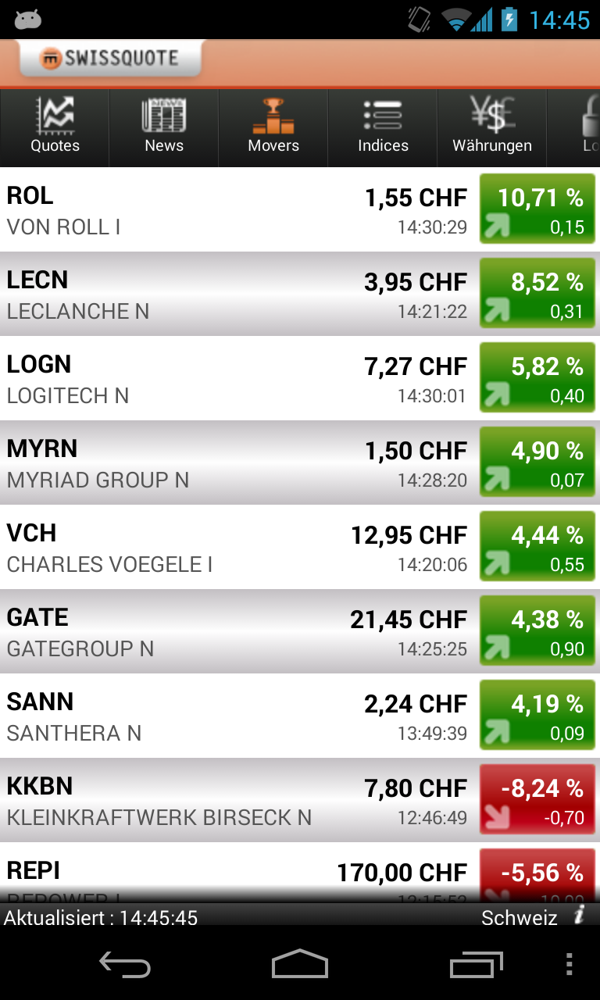 14:45
SWISSQUOTE
Quotes
News
Movers
Indices
Währungen
Lo
ROL
1,55 CHF
10,71 %
VON ROLL I
14:30:29
0,15
LECN
3,95 CHF
8,52 %
LECLANCHE N
14:21:22
0,31
LOGN
7,27 CHF
5,82 %
LOGITECH N
14:30:01
0,40
MYRN
1,50 CHF
4,90 %
MYRIAD GROUP N
14:28:20
0,07
VCH
12,95 CHF
4,44 %
CHARLES VOEGELE I
14:20:06
0,55
GATE
21,45 CHF
4,38 %
GATEGROUP N
14:25:25
0,90
SANN
2,24 CHF
4,19 %
SANTHERA N
13:49:39
0,09
KKBN
7,80 CHF
-8,24 %
KLEINKRAFTWERK BIRSECK N
12:46:49
-0,70
REPI
170,00 CHF
-5,56 %
REPOWER I
Aktualisiert : 14:45:45
Schweiz